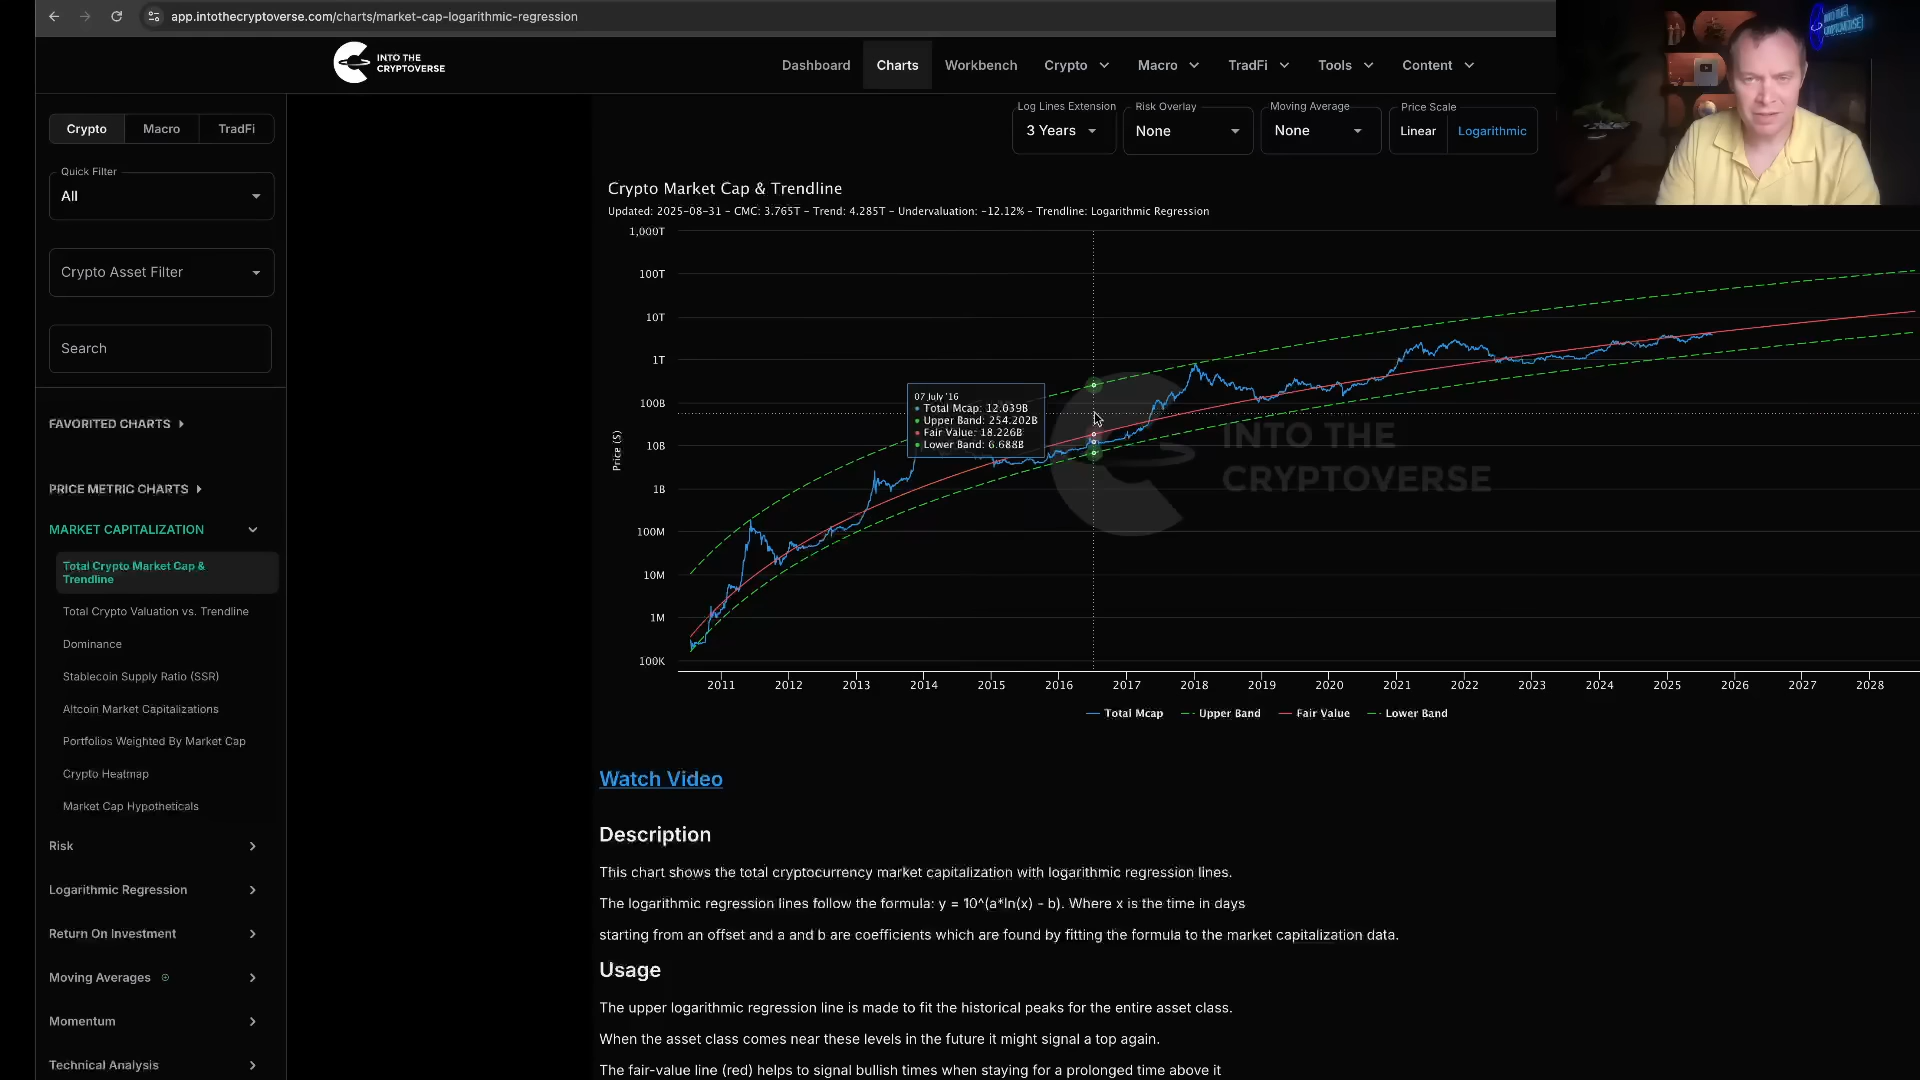 app.intothecryptoverse.com/charts/market-cap-logarithmic-regression
INTO THE
CRYPTOVERSE
Dashboard
Charts
Workbench
Crypto
Macro
TradFi
Tools
Content
INTO THE
CRYPTOVERSE
Crypto
Macro
TradFi
Quick Filter
All
Crypto Asset Filter
Search
FAVORITED CHARTS
PRICE METRIC CHARTS
MARKET CAPITALIZATION
Total Crypto Market Cap &
Trendline
Total Crypto Valuation vs. Trendline
Dominance
Stablecoin Supply Ratio (SSR)
Altcoin Market Capitalizations
Portfolios Weighted By Market Cap
Crypto Heatmap
Market Cap Hypotheticals
Risk
Logarithmic Regression
Return On Investment
Moving Averages
Momentum
Technical Analysis
Log Lines Extension
3 Years
Risk Overlay
None
Moving Average
None
Price Scale
Linear
Logarithmic
Crypto Market Cap & Trendline
Updated: 2025-08-31 - CMC: 3.765T - Trend: 4.285T - Undervaluation: -12.12% - Trendline: Logarithmic Regression
1,000T
100T
10T
1T
100B
10B
1B
100M
10M
1M
100K
Price ($)
07 July '16
Total Mcap: 12.039B
Upper Band: 254.202B
Fair Value: 18.226B
Lower Band: 6.688B
INTO THE
CRYPTOVERSE
2011 2012 2013 2014 2015 2016 2017 2018 2019 2020 2021 2022 2023 2024 2025 2026 2027 2028
Total Mcap Upper Band Fair Value Lower Band
Watch Video
Description
This chart shows the total cryptocurrency market capitalization with logarithmic regression lines.
The logarithmic regression lines follow the formula: y = 10^(a*ln(x) - b). Where x is the time in days
starting from an offset and a and b are coefficients which are found by fitting the formula to the market capitalization data.
Usage
The upper logarithmic regression line is made to fit the historical peaks for the entire asset class.
When the asset class comes near these levels in the future it might signal a top again.
The fair-value line (red) helps to signal bullish times when staying for a prolonged time above it